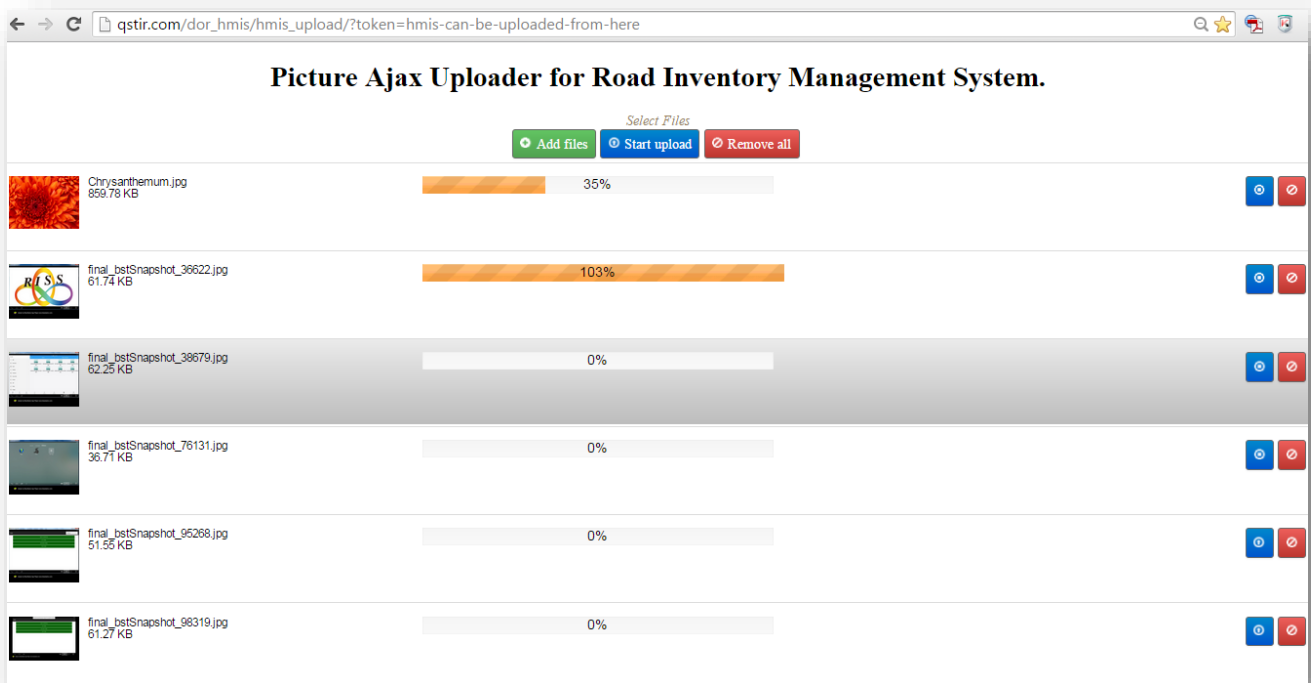 qstir.com/dor_hmis/hmis_upload/?token=hmis-can-be-uploaded-from-here
Picture Ajax Uploader for Road Inventory Management System.
Select Files
Add files Start upload Remove all
Chrysanthemum.jpg
859.78 KB
35%
RISS
final_bstSnapshot_36622.jpg
61.74 KB
103%
final_bstSnapshot_38679.jpg
62.25 KB
0%
final_bstSnapshot_76131.jpg
36.71 KB
0%
final_bstSnapshot_95268.jpg
51.55 KB
0%
final_bstSnapshot_98319.jpg
61.27 KB
0%